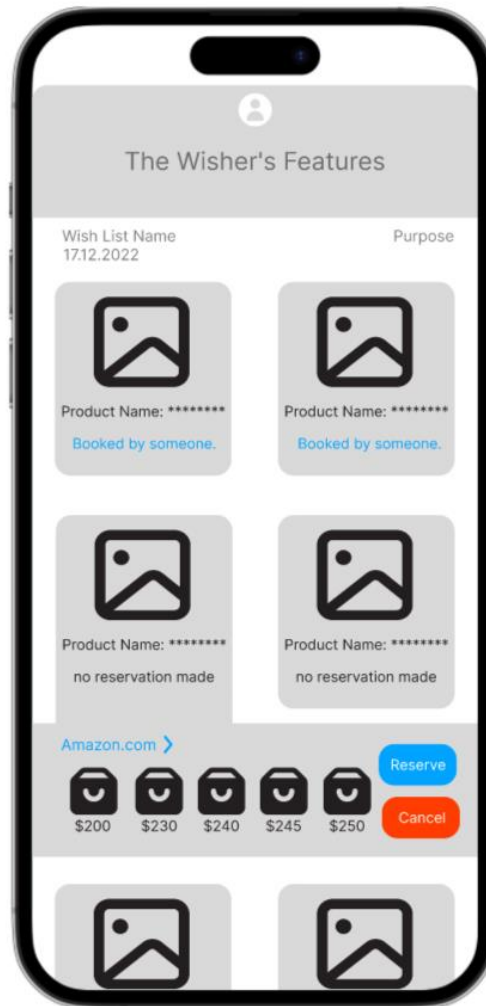 The Wisher's Features
Wish List Name
Purpose
17.12.2022
Product Name: ********
Product Name: ********
Booked by someone.
Booked by someone.
Product Name: ********
Product Name: ********
no reservation made
no reservation made
Amazon.com
Reserve
Cancel
$200
$230
$240
$245
$250